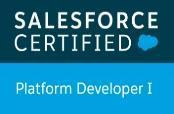 SALESFORCE
CERTIFIED
Platform Developer I